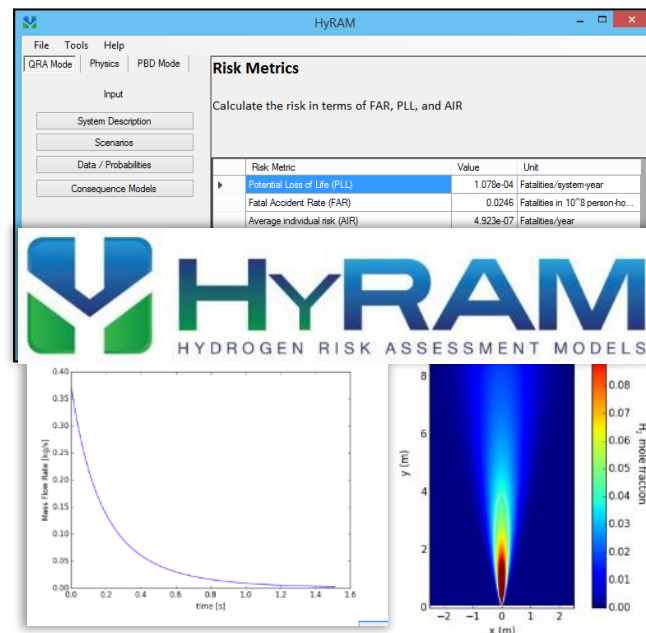 HyRAM
File Tools Help
QRA Mode Physics PBD Mode
Input
System Description
Scenarios
Data / Probabilities
Consequence Models
Risk Metrics
Calculate the risk in terms of FAR, PLL, and AIR
Risk Metric Value Unit
Potential Loss of Life (PLL) 1.078e-04 Fatalities/system-year
Fatal Accident Rate (FAR) 0.0246 Fatalities in 10^8 person-ho...
Average individual risk (AIR) 4.923e-07 Fatalities/year
HyRAM
HYDROGEN RISK ASSESSMENT MODELS
Mass Flow Rate [kg/s]
0.40
0.35
0.30
0.25
0.20
0.15
0.10
0.05
0.00
0.0 0.2 0.4 0.6 0.8 1.0 1.2 1.4 1.6
time [s]
y (m)
8
6
4
2
0
−2 −1 0 1 2
x (m)
0.08
0.07
0.06
0.05
0.04
0.03
0.02
0.01
0.00
H2 mole fraction